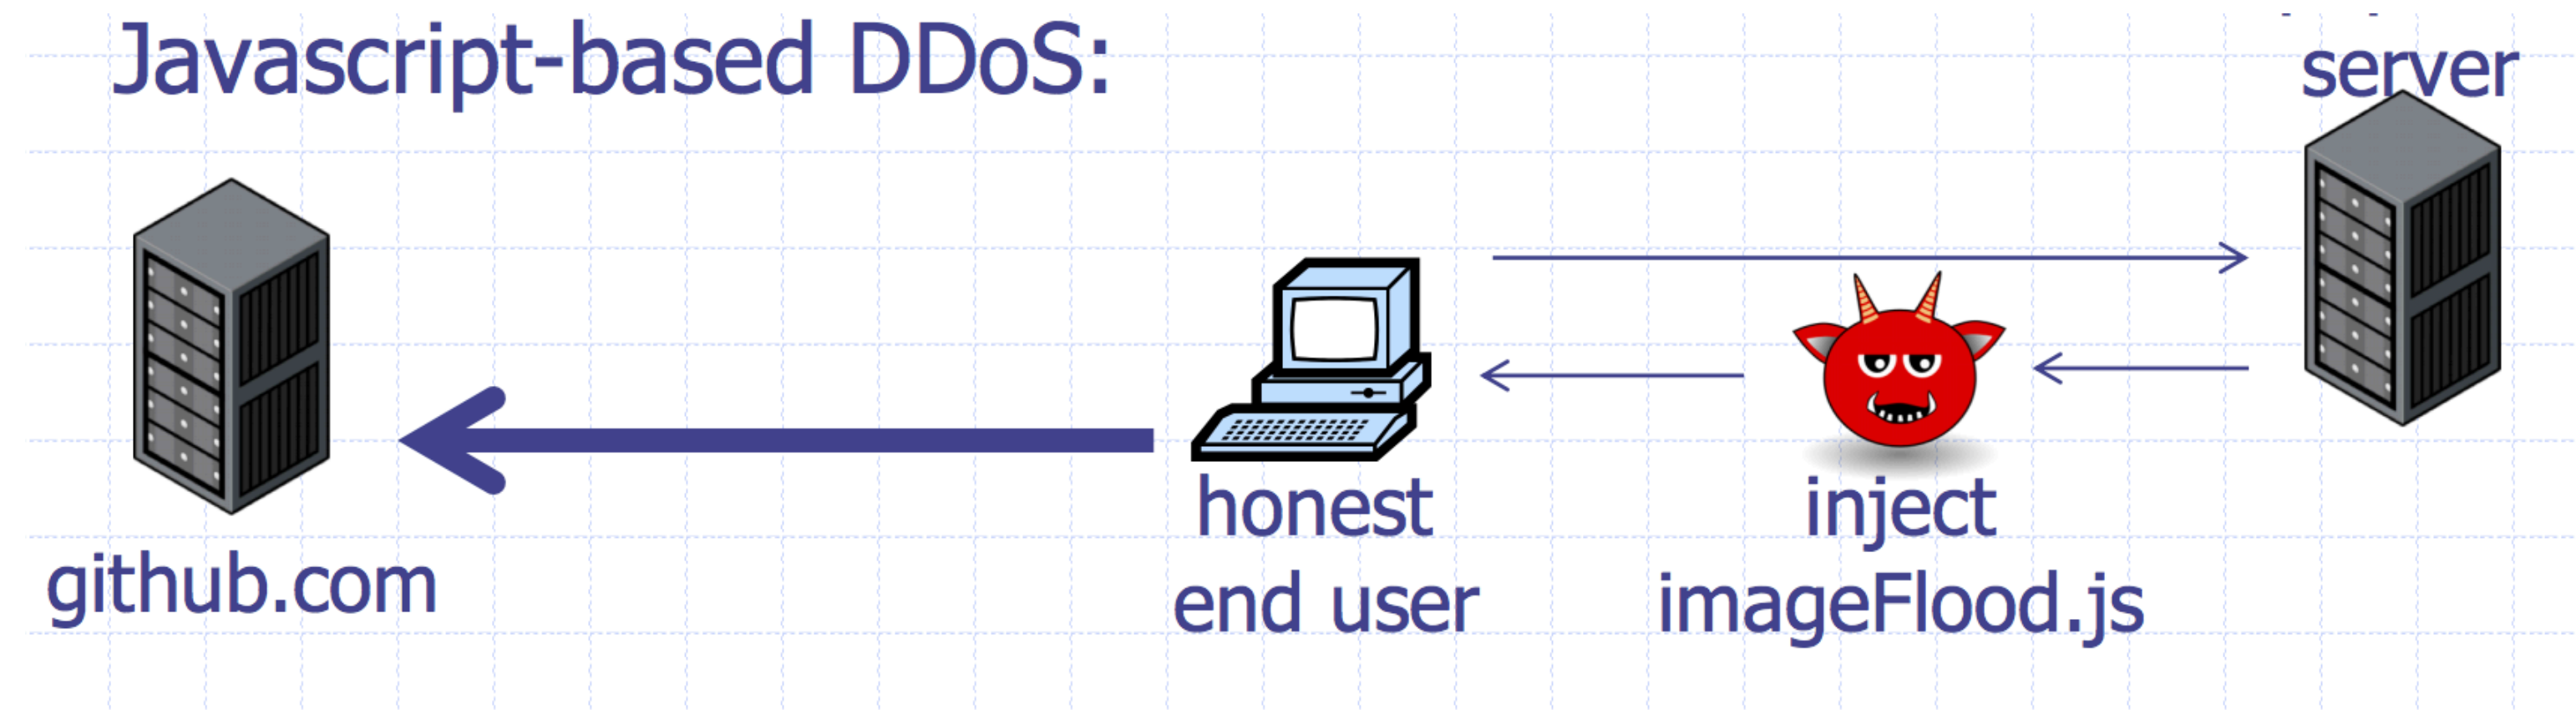 Javascript-based DDoS:
server
github.com
honest
end user
inject
imageFlood.js